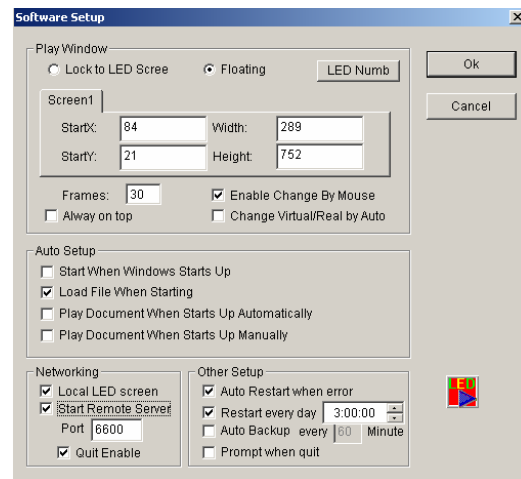 Software Setup
Play Window
Lock to LED Scree
Floating
LED Numb
Ok
Cancel
Screen1
StartX: 84 Width: 289
StartY: 21 Height: 752
Frames: 30
Enable Change By Mouse
Alway on top
Change Virtual/Real by Auto
Auto Setup
Start When Windows Starts Up
Load File When Starting
Play Document When Starts Up Automatically
Play Document When Starts Up Manually
Networking
Local LED screen
Start Remote Server
Port 6600
Quit Enable
Other Setup
Auto Restart when error
Restart every day 3:00:00
Auto Backup every 60 Minute
Prompt when quit
LED